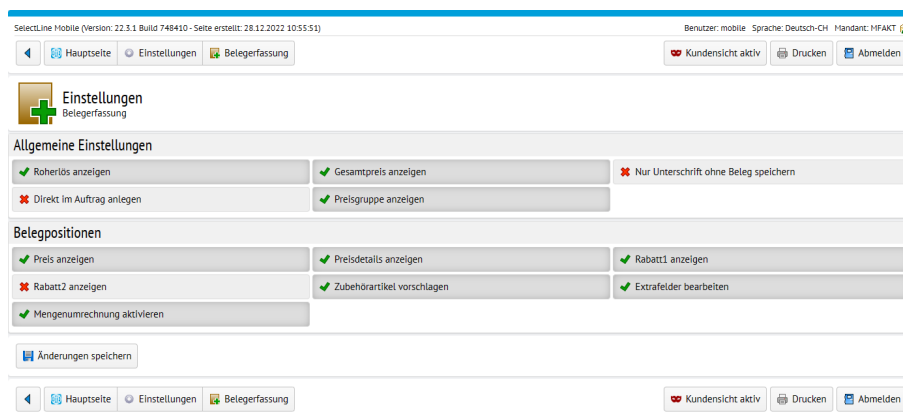 SelectLine Mobile (Version: 22.3.1 Build 748410 - Seite erstellt: 28.12.2022 10:55:51) Benutzer: mobile Sprache: Deutsch-CH Mandant: MFAKT
Hauptseite Einstellungen Belegerfassung Kundensicht aktiv Drucken Abmelden
Einstellungen
Belegerfassung
Allgemeine Einstellungen
Roherlös anzeigen Gesamtpreis anzeigen Nur Unterschrift ohne Beleg speichern
Direkt im Auftrag anlegen Preisgruppe anzeigen
Belegpositionen
Preis anzeigen Preisdetails anzeigen Rabatt1 anzeigen
Rabatt2 anzeigen Zubehörartikel vorschlagen Extrafelder bearbeiten
Mengenumrechnung aktivieren
Änderungen speichern
Hauptseite Einstellungen Belegerfassung Kundensicht aktiv Drucken Abmelden